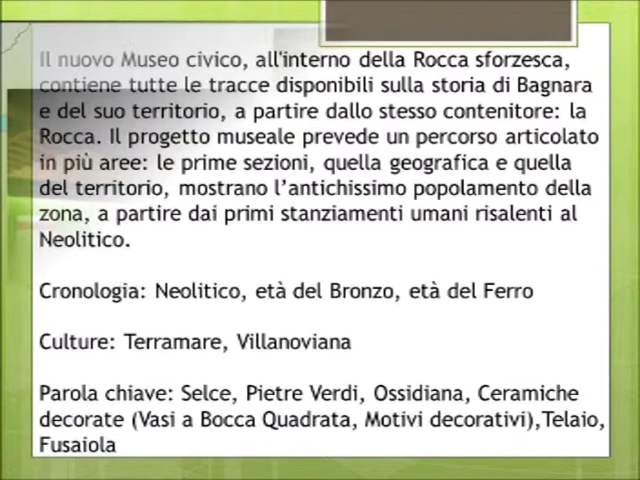 Il nuovo Museo civico, all'interno della Rocca sforzesca,
contiene tutte le tracce disponibili sulla storia di Bagnara
e del suo territorio, a partire dallo stesso contenitore: la
Rocca. Il progetto museale prevede un percorso articolato
in più aree: le prime sezioni, quella geografica e quella
del territorio, mostrano l’antichissimo popolamento della
zona, a partire dai primi stanziamenti umani risalenti al
Neolitico.
Cronologia: Neolitico, età del Bronzo, età del Ferro
Culture: Terramare, Villanoviana
Parola chiave: Selce, Pietre Verdi, Ossidiana, Ceramiche
decorate (Vasi a Bocca Quadrata, Motivi decorativi),Telaio,
Fusaiola